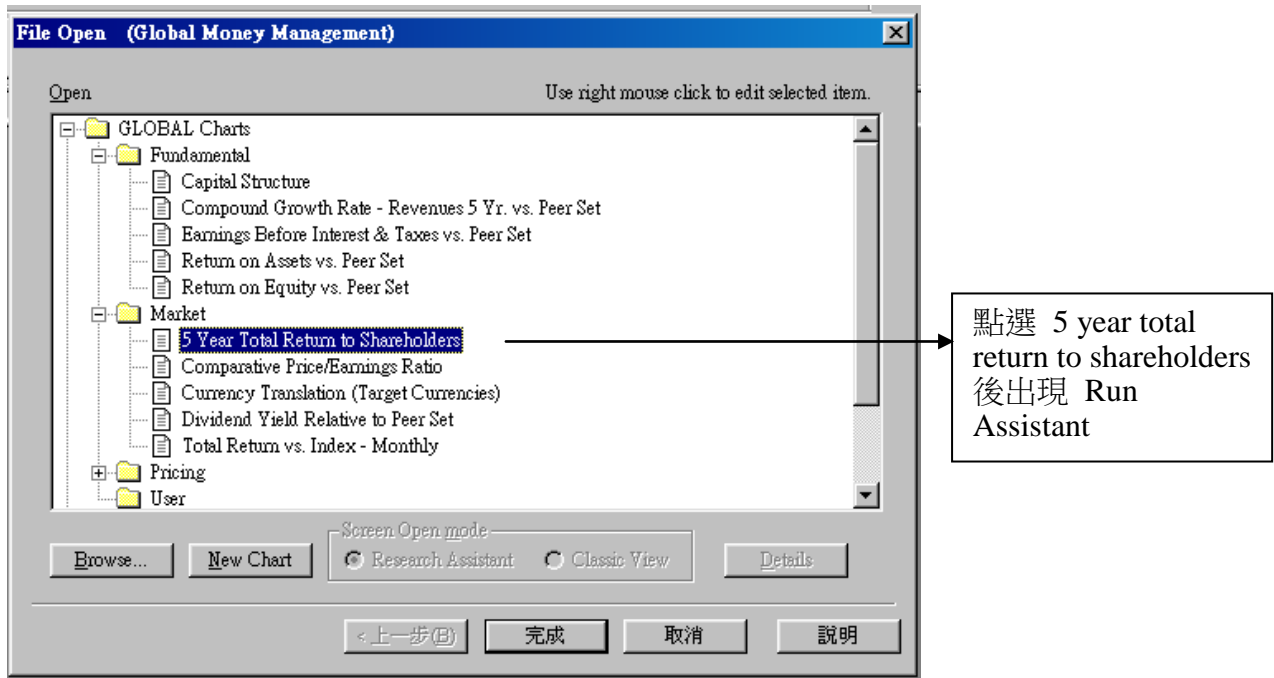 File Open (Global Money Management)
Open
Use right mouse click to edit selected item.
GLOBAL Charts
Fundamental
Capital Structure
Compound Growth Rate - Revenues 5 Yr. vs. Peer Set
Earnings Before Interest & Taxes vs. Peer Set
Return on Assets vs. Peer Set
Return on Equity vs. Peer Set
Market
5 Year Total Return to Shareholders
Comparative Price/Earnings Ratio
Currency Translation (Target Currencies)
Dividend Yield Relative to Peer Set
Total Return vs. Index - Monthly
Pricing
User
Screen Open mode
Browse...
New Chart
Research Assistant
Classic View
Details
<上一步(B)
完成
取消
說明
點選 5 year total
return to shareholders
後出現 Run
Assistant